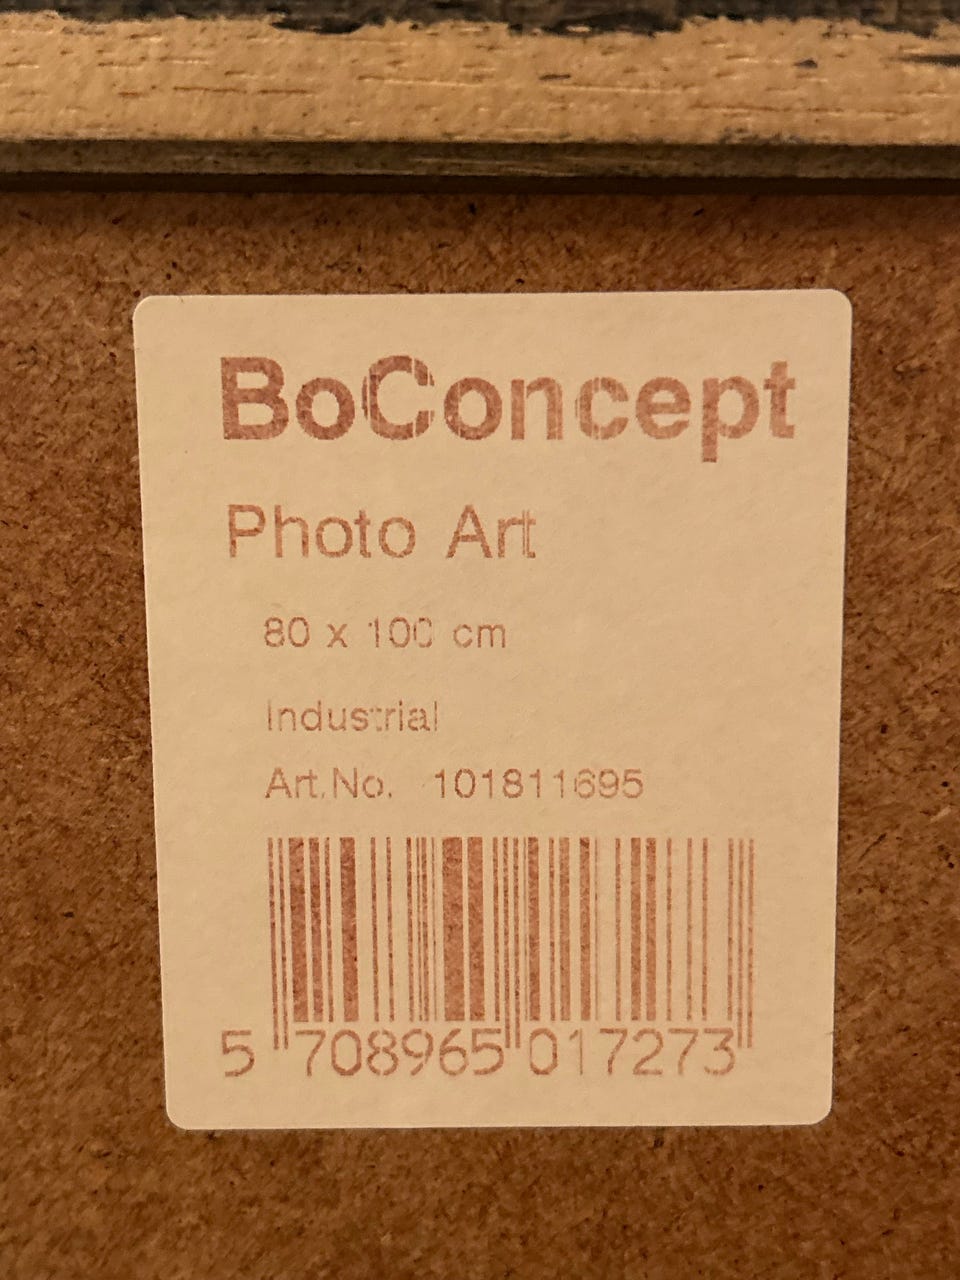 BoConcept
Photo Art
80 x 100 cm
Industrial
Art.No. 101811695
5 708965 017273